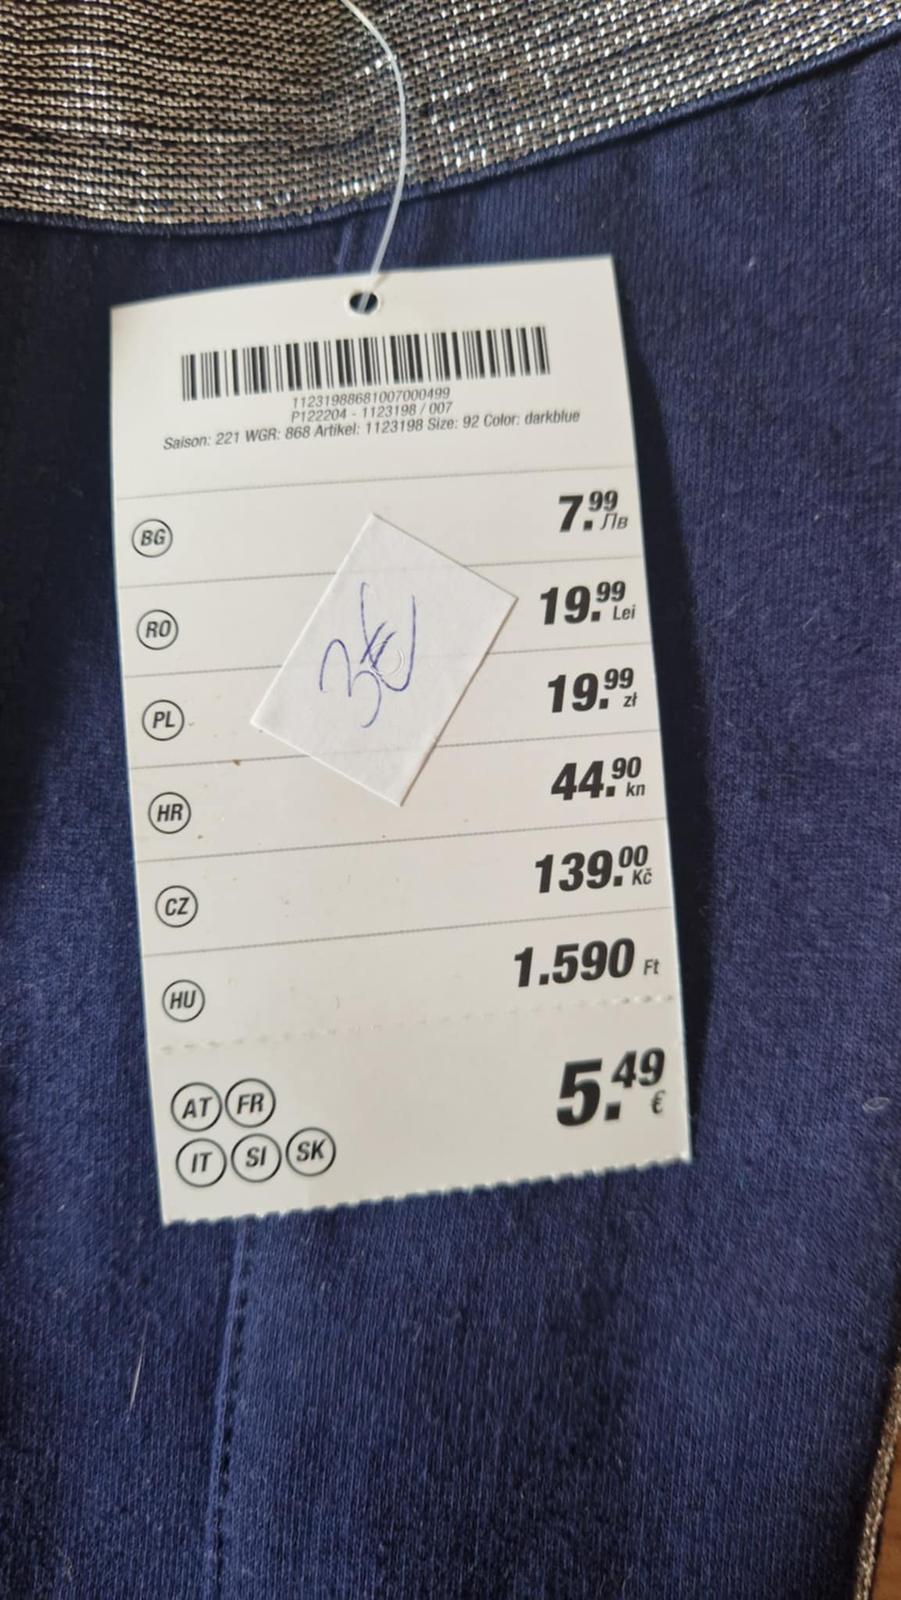 11231988681007000499
P122204 - 1123198 / 007
Saison: 221 WGR: 868 Artikel: 1123198 Size: 92 Color: darkblue
BG 7.99 Лв
RO 19.99 Lei
PL 19.99 zł
HR 44.90 kn
CZ 139.00 Kč
HU 1.590 Ft
AT FR
IT SI SK
5.49 €
3€